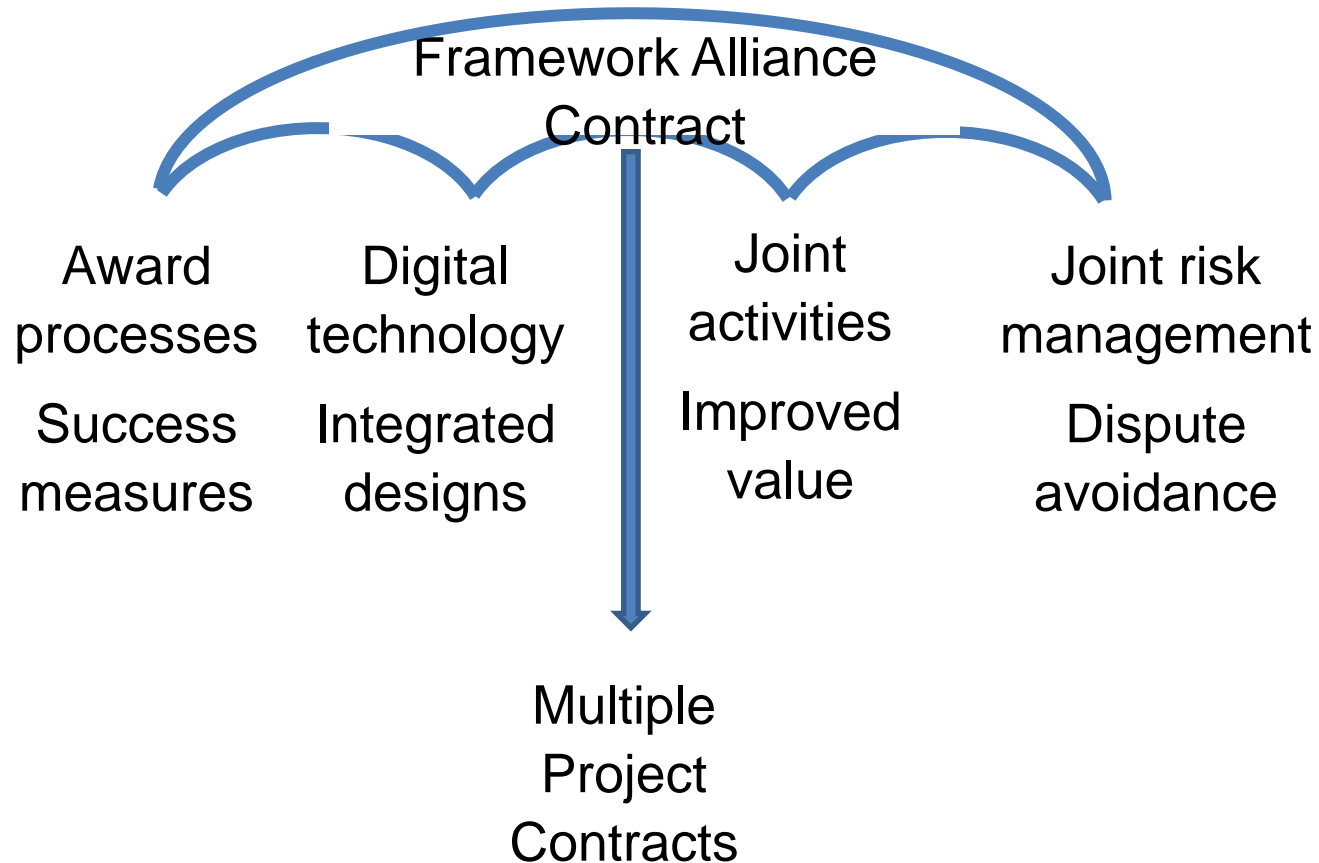 Framework Alliance
Contract
Award
processes
Success
measures
Digital
technology
Integrated
designs
Joint
activities
Improved
value
Joint risk
management
Dispute
avoidance
Multiple
Project
Contracts